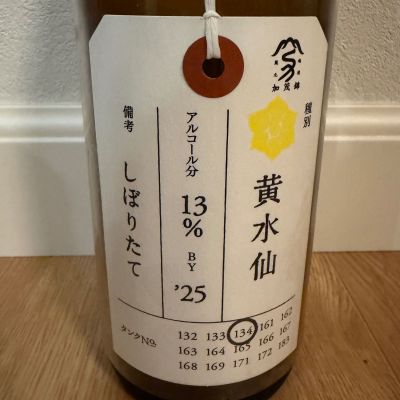 加茂錦
種別
黄水仙
アルコール分
13%
BY
'25
備考
しぼりたて
タンクNo.
132 133 134 161 162
163 164 165 166 167
168 169 171 172 183